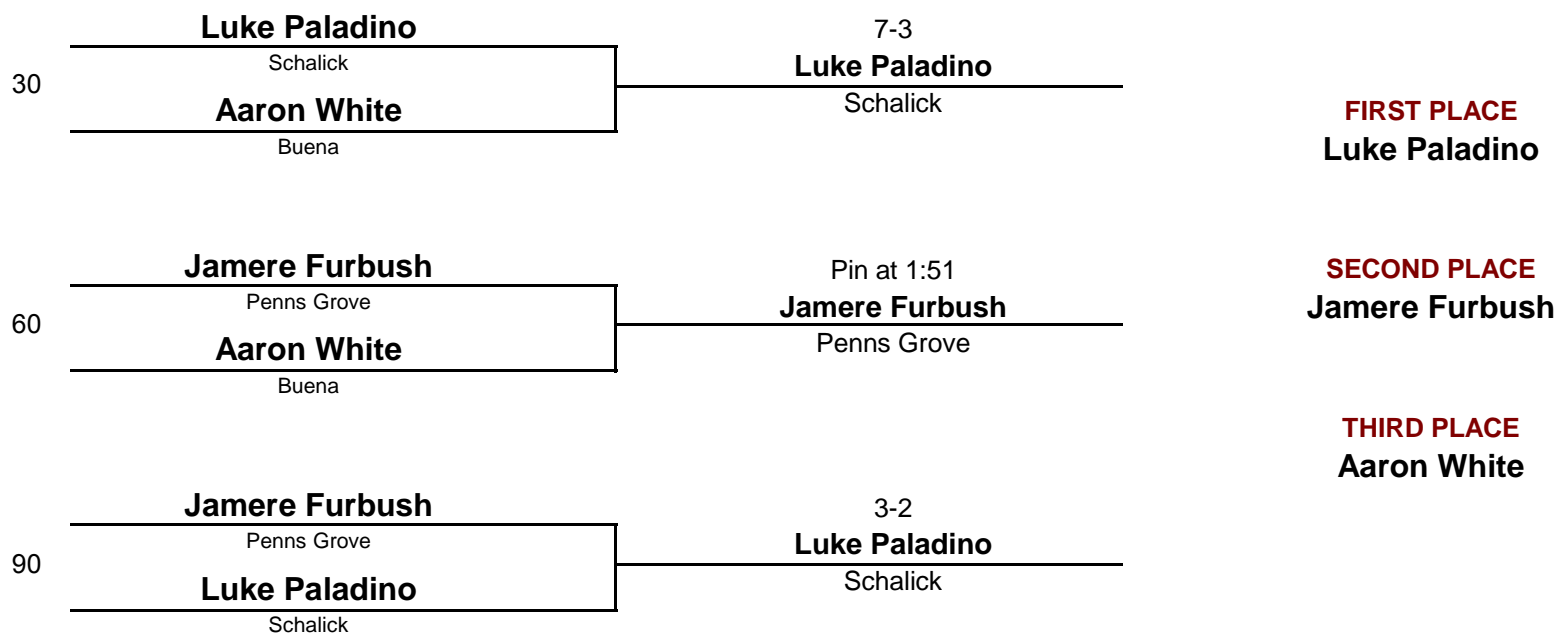 Luke Paladino
Schalick
30
Aaron White
Buena
7-3
Luke Paladino
Schalick
FIRST PLACE
Luke Paladino
Jamere Furbush
Penns Grove
60
Aaron White
Buena
Pin at 1:51
Jamere Furbush
Penns Grove
SECOND PLACE
Jamere Furbush
THIRD PLACE
Aaron White
Jamere Furbush
Penns Grove
90
Luke Paladino
Schalick
3-2
Luke Paladino
Schalick